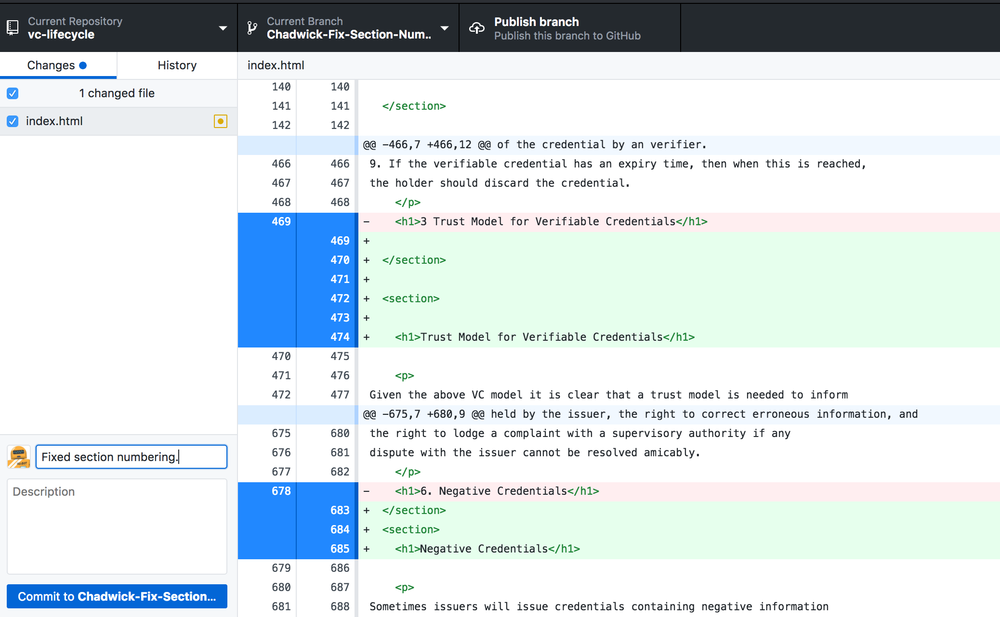 Current Repository
vc-lifecycle
Current Branch
Chadwick-Fix-Section-Num...
Publish branch
Publish this branch to GitHub
Changes
History
1 changed file
index.html
Fixed section numbering.
Description
Commit to Chadwick-Fix-Section...
index.html
140 140
141 141 </section>
142 142
@@ -466,7 +466,12 @@ of the credential by an verifier.
466 466 9. If the verifiable credential has an expiry time, then when this is reached,
467 467 the holder should discard the credential.
468 468 </p>
469 - <h1>3 Trust Model for Verifiable Credentials</h1>
469 +
470 + </section>
471 +
472 + <section>
473 +
474 + <h1>Trust Model for Verifiable Credentials</h1>
470 475
471 476 <p>
472 477 Given the above VC model it is clear that a trust model is needed to inform
@@ -675,7 +680,9 @@ held by the issuer, the right to correct erroneous information, and
675 680 the right to lodge a complaint with a supervisory authority if any
676 681 dispute with the issuer cannot be resolved amicably.
677 682 </p>
678 - <h1>6. Negative Credentials</h1>
683 + </section>
684 + <section>
685 + <h1>Negative Credentials</h1>
679 686
680 687 <p>
681 688 Sometimes issuers will issue credentials containing negative information